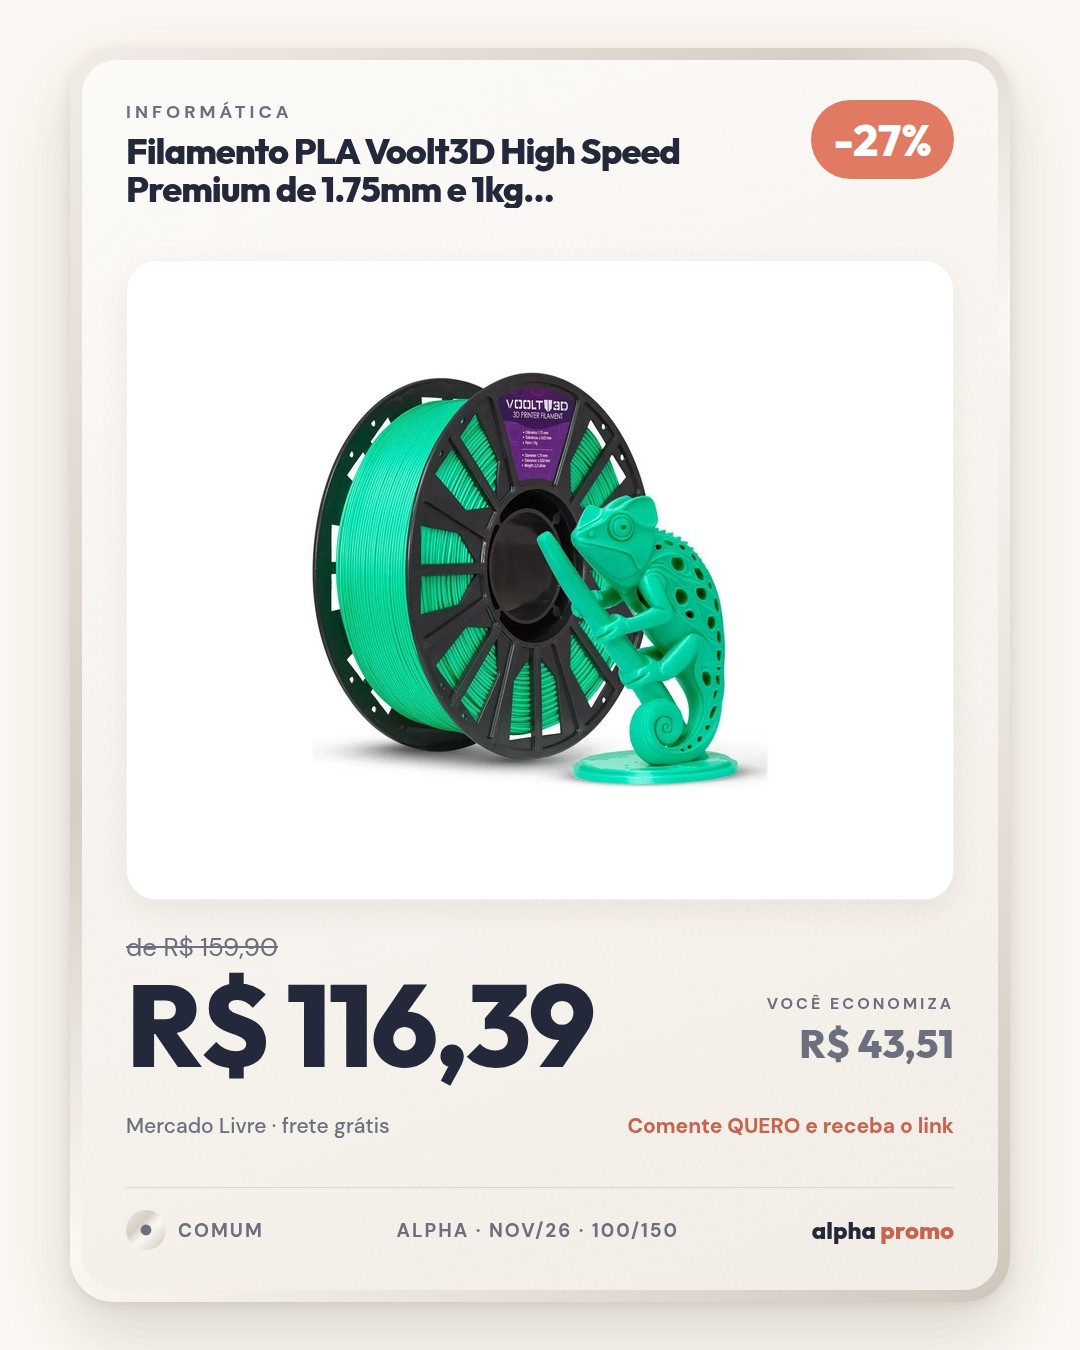 INFORMÁTICA
Filamento PLA Voolt3D High Speed
Premium de 1.75mm e 1kg...
-27%
VOOLT3D
3D PRINTER FILAMENT
de R$ 159,90
R$ 116,39
VOCÊ ECONOMIZA
R$ 43,51
Mercado Livre · frete grátis
Comente QUERO e receba o link
COMUM
ALPHA · NOV/26 · 100/150
alpha promo